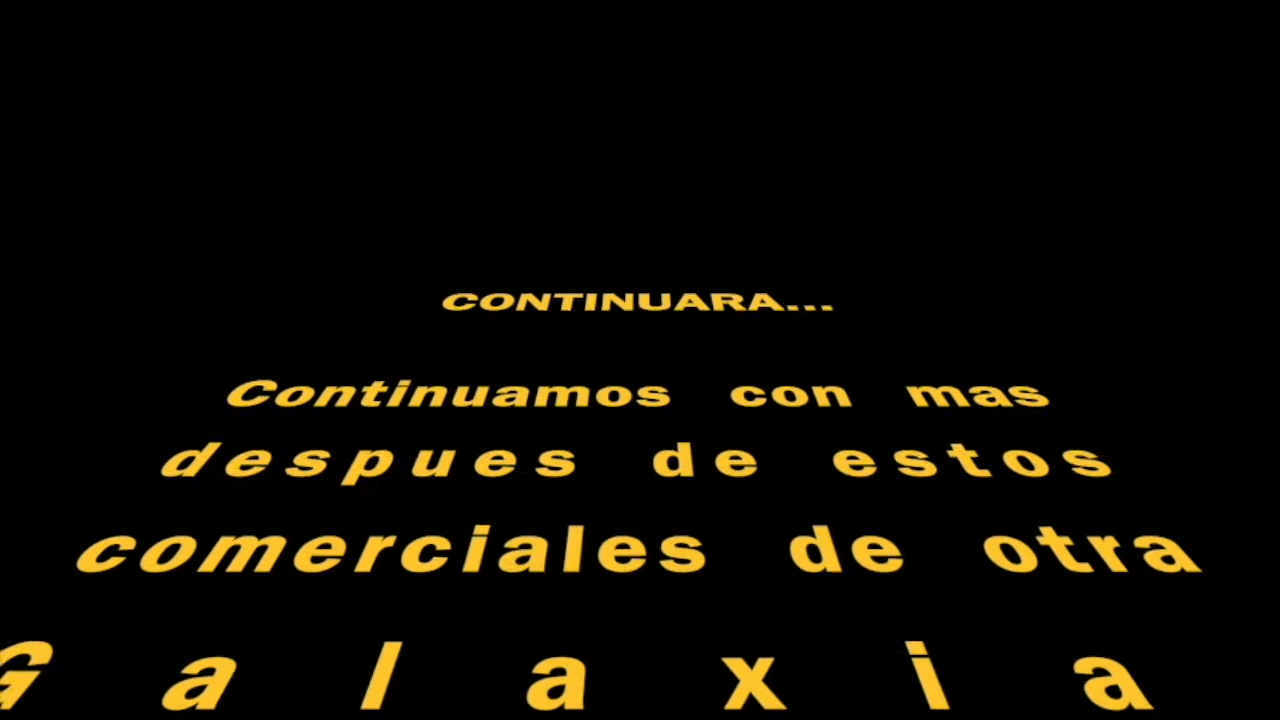 CONTINUARA...
Continuamos con mas
despues de estos
comerciales de otra
Galaxia